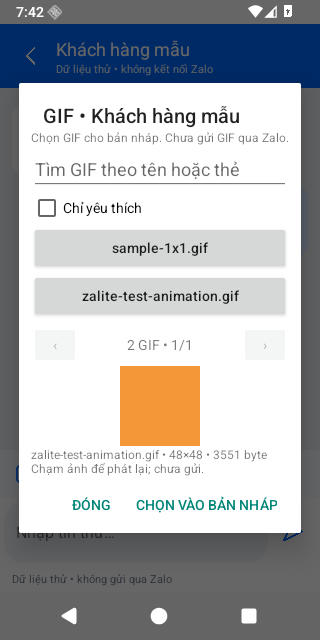 7:42
Khách hàng mẫu
Dữ liệu thử • không kết nối Zalo
GIF • Khách hàng mẫu
Chọn GIF cho bản nháp. Chưa gửi GIF qua Zalo.
Tìm GIF theo tên hoặc thẻ
Chỉ yêu thích
sample-1x1.gif
zalite-test-animation.gif
‹ 2 GIF • 1/1 ›
zalite-test-animation.gif • 48×48 • 3551 byte
Chạm ảnh để phát lại; chưa gửi.
ĐÓNG CHỌN VÀO BẢN NHÁP
Nhập tin thử…
Dữ liệu thử • không gửi qua Zalo